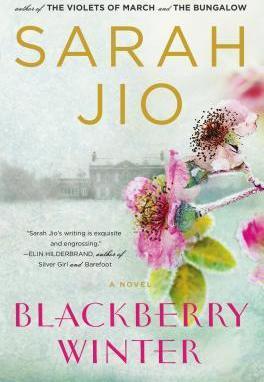 author of THE VIOLETS OF MARCH and THE BUNGALOW
SARAH
JIO
"Sarah Jio's writing is exquisite
and engrossing."
—ELIN HILDERBRAND, author of
Silver Girl and Barefoot
A NOVEL
BLACKBERRY
WINTER